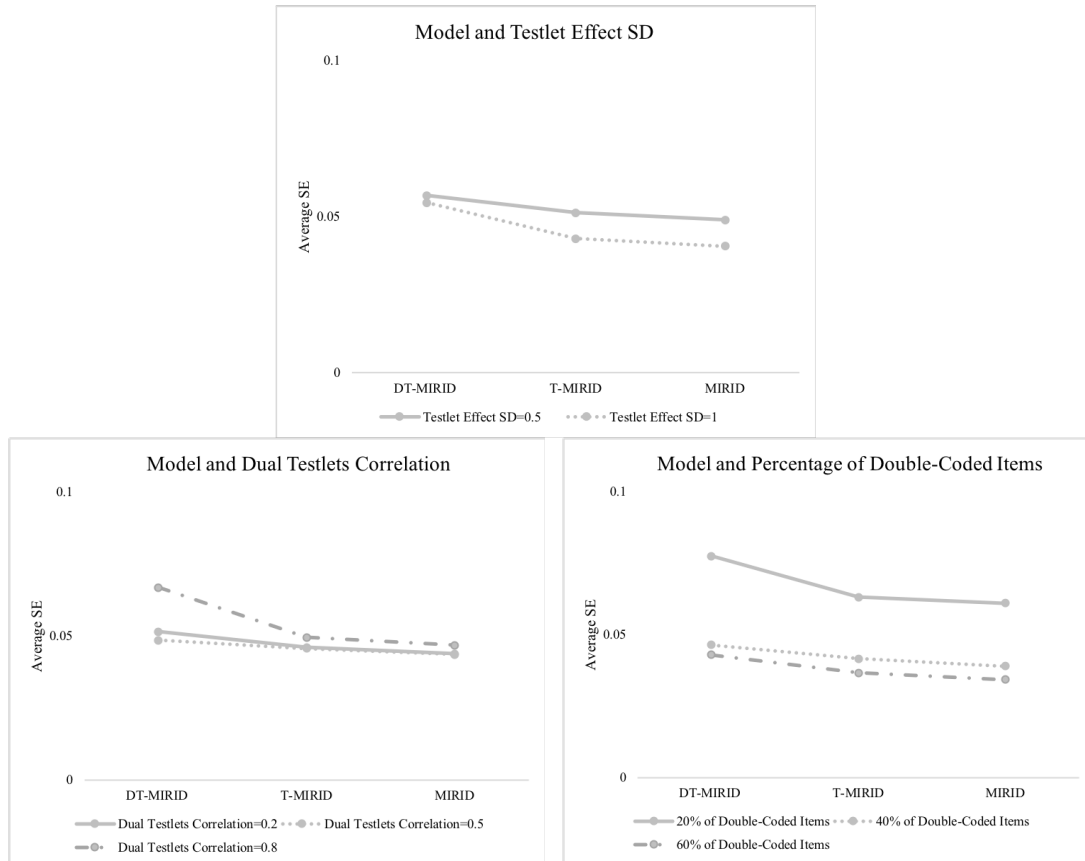 Model and Testlet Effect SD
0.1
Average SE
0.05
0
DT-MIRID T-MIRID MIRID
Testlet Effect SD=0.5 Testlet Effect SD=1
Model and Dual Testlets Correlation
0.1
Average SE
0.05
0
DT-MIRID T-MIRID MIRID
Dual Testlets Correlation=0.2 Dual Testlets Correlation=0.5
Dual Testlets Correlation=0.8
Model and Percentage of Double-Coded Items
0.1
Average SE
0.05
0
DT-MIRID T-MIRID MIRID
20% of Double-Coded Items 40% of Double-Coded Items
60% of Double-Coded Items